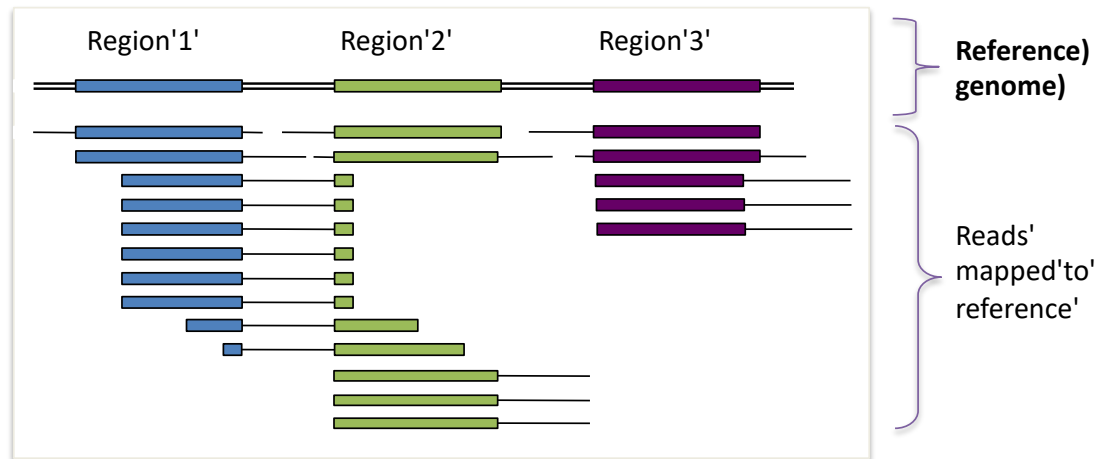 Region'1'
Region'2'
Region'3'
Reference)
genome)
Reads'
mapped'to'
reference'